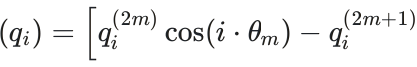 (q_i) = [q_i^{(2m)} cos(i · θ_m) − q_i^{(2m+1)}